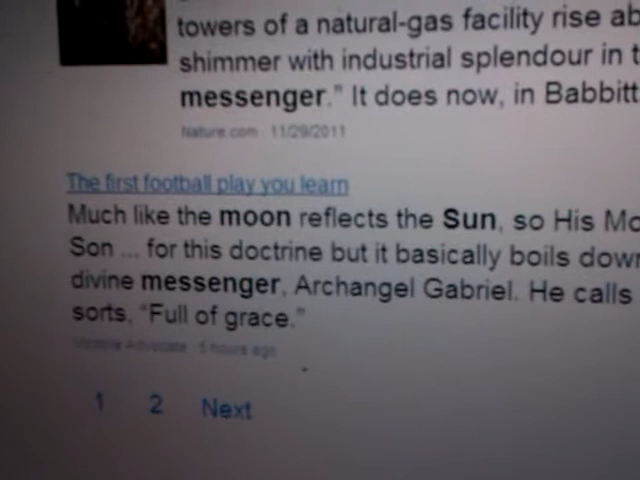 towers of a natural-gas facility rise ab
shimmer with industrial splendour in t
messenger." It does now, in Babbitt
Nature.com 11/29/2011
The first football play you learn
Much like the moon reflects the Sun, so His Mo
Son ... for this doctrine but it basically boils down
divine messenger, Archangel Gabriel. He calls
sorts, "Full of grace."
Victoria Advocate 5 hours ago
1 2 Next